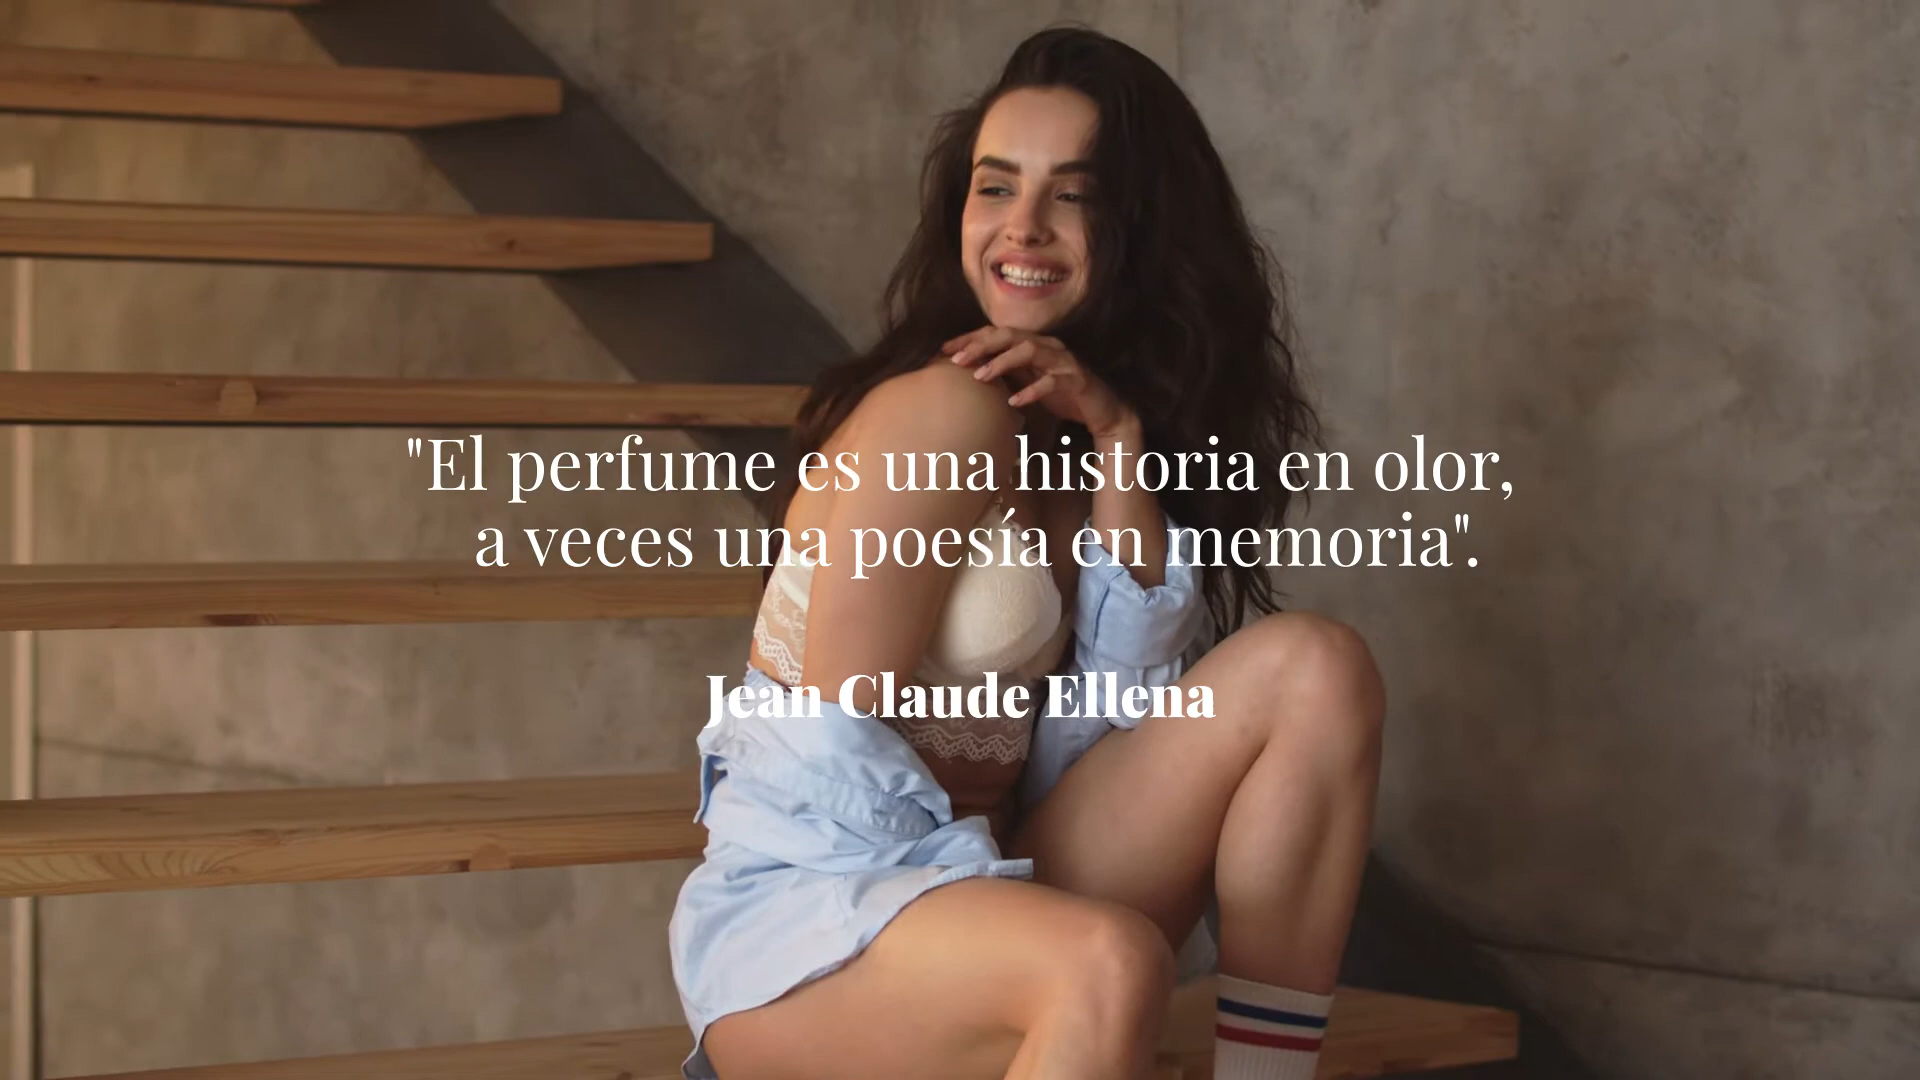 "El perfume es una historia en olor,
a veces una poesía en memoria".
Jean Claude Ellena